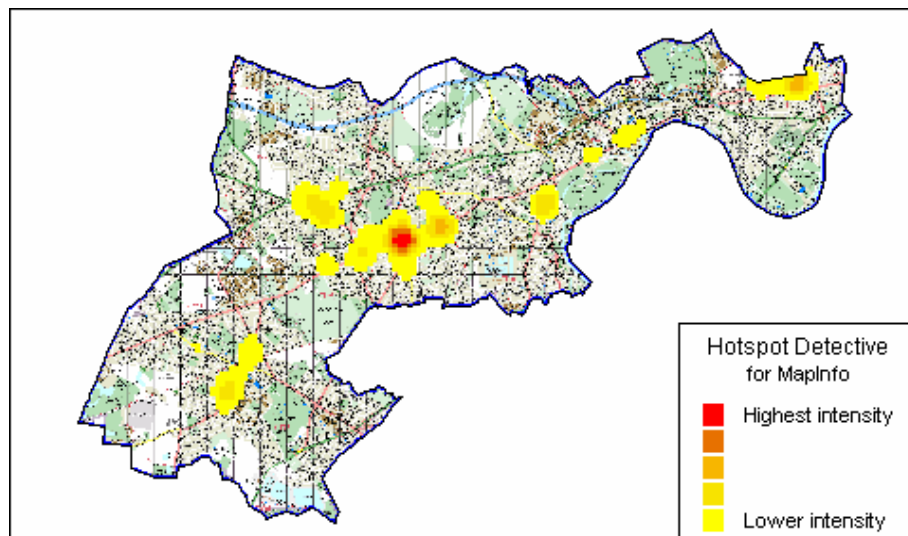 Hotspot Detective
for MapInfo
Highest intensity
Lower intensity